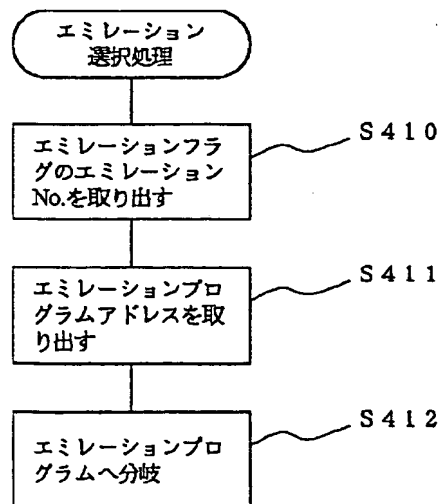 エミレーション
選択処理
エミレーションフラ
グのエミレーション
No.を取り出す
S410
エミレーションプロ
グラムアドレスを取
り出す
S411
エミレーションプロ
グラムへ分岐
S412